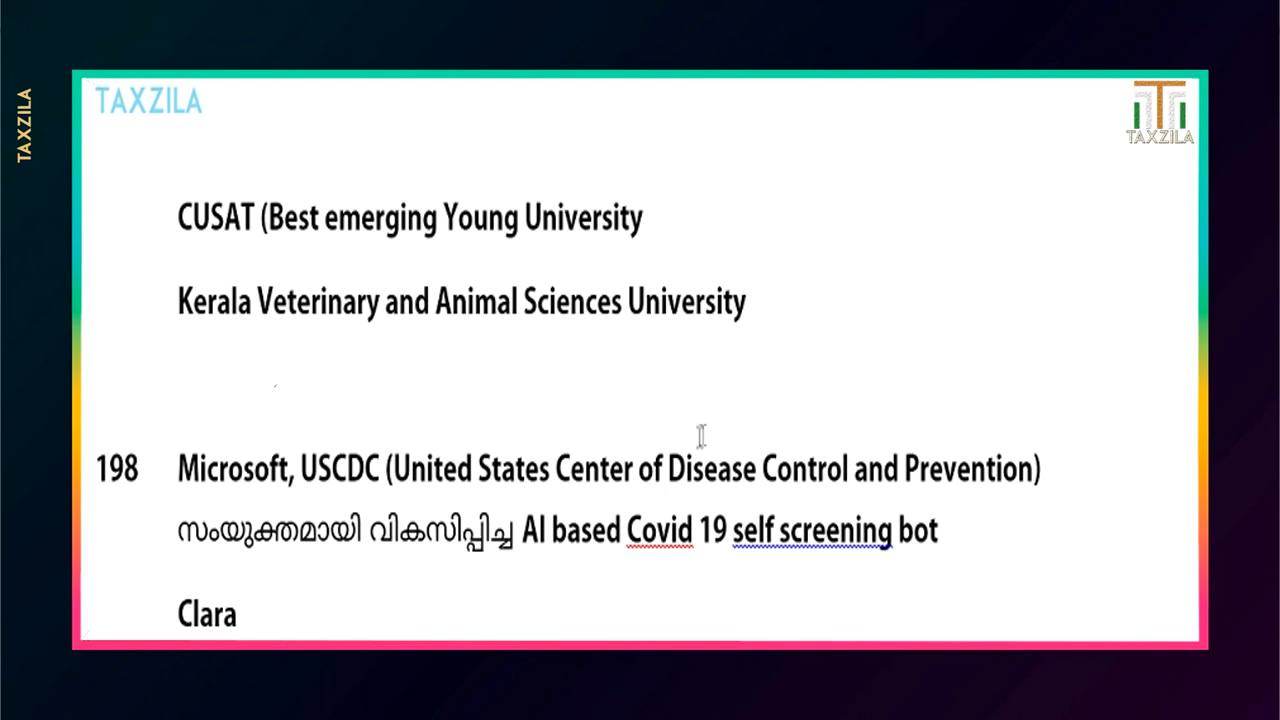 TAXZILA
TAXZILA
TAXZILA
CUSAT (Best emerging Young University
Kerala Veterinary and Animal Sciences University
198 Microsoft, USCDC (United States Center of Disease Control and Prevention)
സംയുക്തമായി വികസിപ്പിച്ച AI based Covid 19 self screening bot
Clara